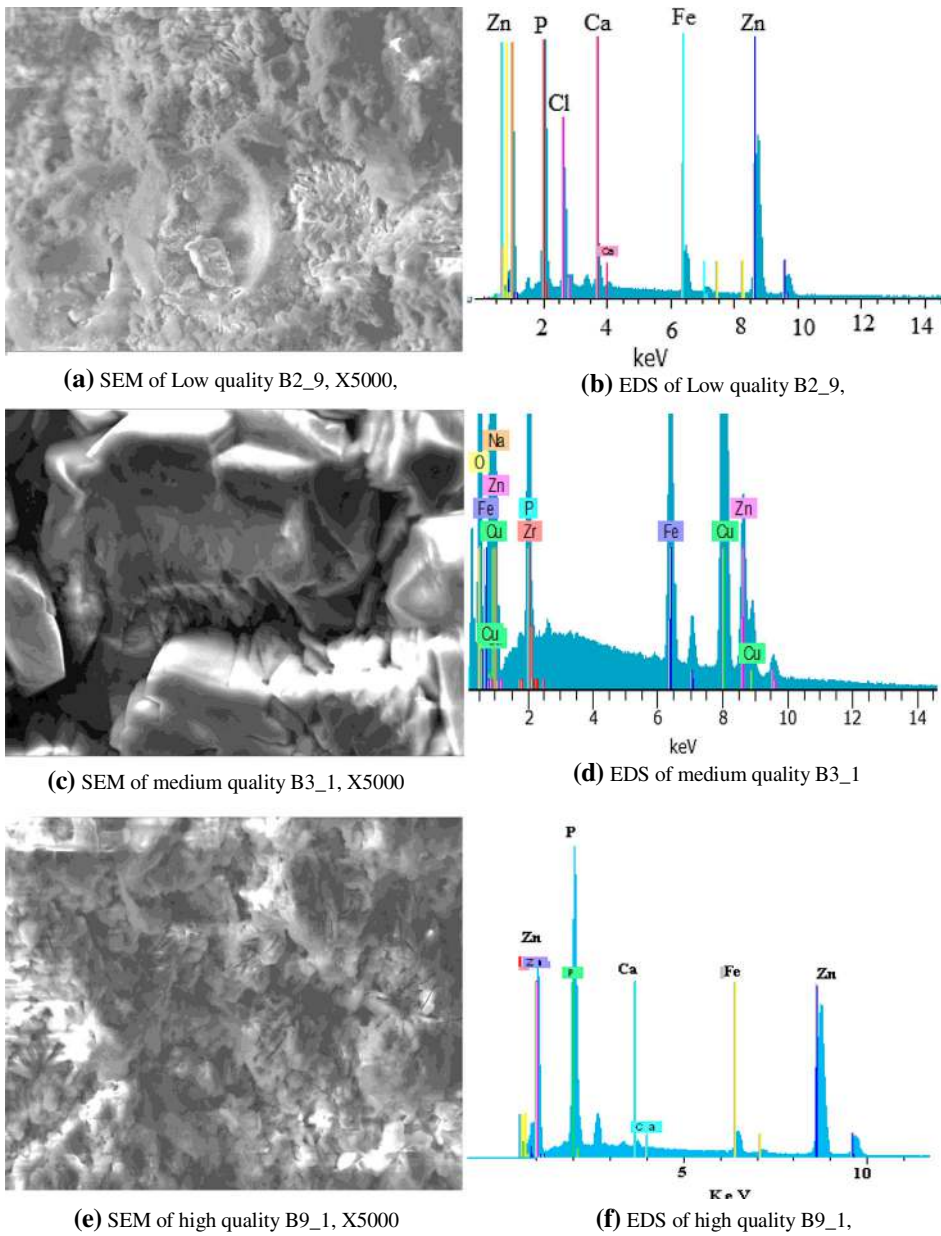 Zn P Ca Fe Zn
Cl
Ca
2 4 6 8 10 12 14
keV
(a) SEM of Low quality B2_9, X5000,
(b) EDS of Low quality B2_9,
Na
O
Zn Zn
Fe P
Cu Zr Fe Cu
Cu Cu
2 4 6 8 10 12 14
keV
(c) SEM of medium quality B3_1, X5000
(d) EDS of medium quality B3_1
P
Zn
Zn P Ca Fe Zn
C a
5 10
KeV
(e) SEM of high quality B9_1, X5000
(f) EDS of high quality B9_1,